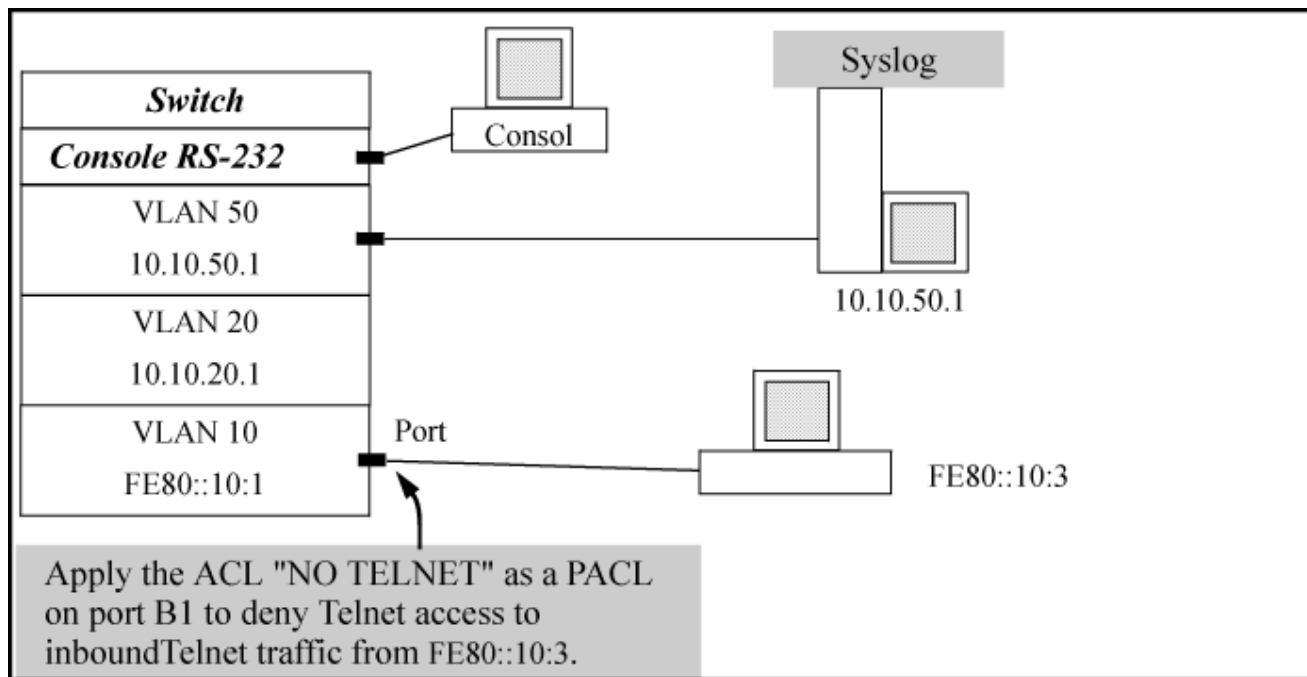 Switch
Console RS-232
VLAN 50
10.10.50.1
VLAN 20
10.10.20.1
VLAN 10
FE80::10:1
Consol
Syslog
10.10.50.1
Port
FE80::10:3
Apply the ACL "NO TELNET" as a PACL
on port B1 to deny Telnet access to
inboundTelnet traffic from FE80::10:3.